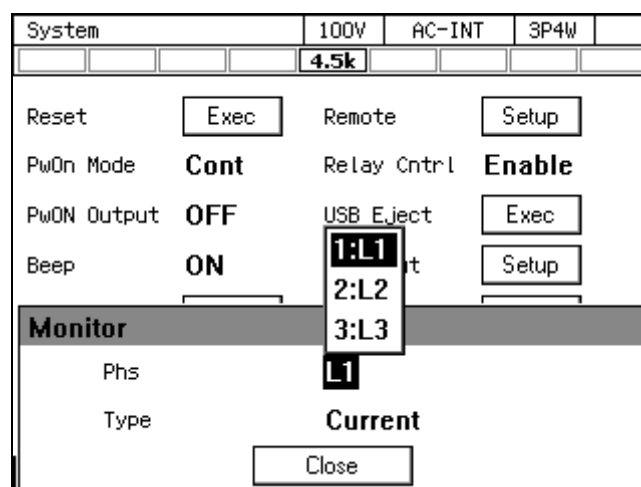 System 100V AC-INT 3P4W
4.5k
Reset Exec Remote Setup
PwOn Mode Cont Relay Cntrl Enable
PwON Output OFF USB Eject Exec
Beep ON Setup
1:L1
2:L2
3:L3
Monitor
Phs L1
Type Current
Close